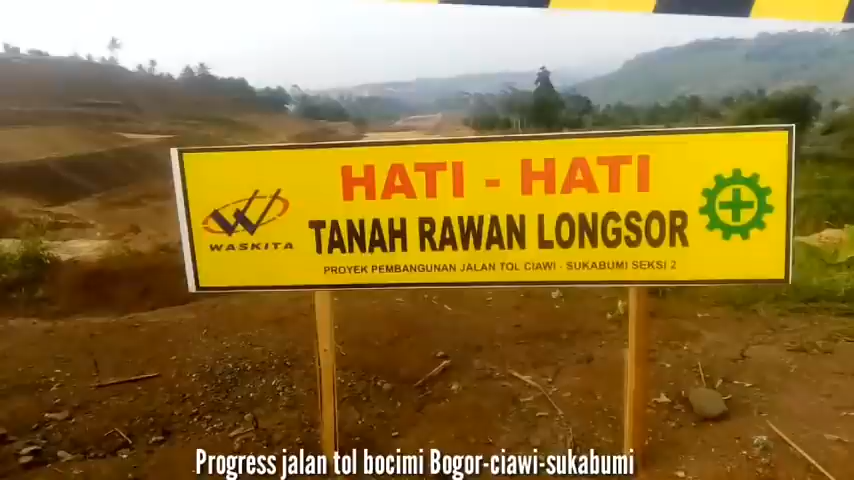 HATI - HATI
TANAH RAWAN LONGSOR
WASKITA
PROYEK PEMBANGUNAN JALAN TOL CIAWI - SUKABUMI SEKSI 2
Progress jalan tol bocimi Bogor-ciawi-sukabumi